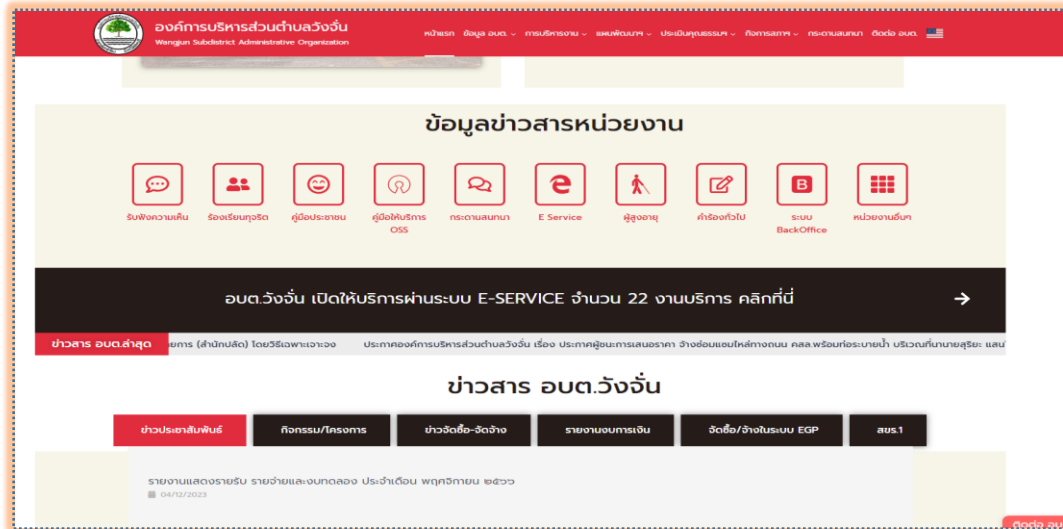 องค์การบริหารส่วนตำบลวังจั่น
Wangjun Subdistrict Administrative Organization
หน้าแรก ข้อมูล อบต. การบริหารงาน แผนพัฒนาฯ ประเมินคุณธรรมฯ กิจการสภาฯ กระดานสนทนา ติดต่อ อบต.
ข้อมูลข่าวสารหน่วยงาน
รับฟังความเห็น ร้องเรียนทุจริต คู่มือประชาชน คู่มือให้บริการ OSS กระดานสนทนา E Service ผู้สูงอายุ คำร้องทั่วไป ระบบ BackOffice หน่วยงานอื่นๆ
อบต.วังจั่น เปิดให้บริการผ่านระบบ E-SERVICE จำนวน 22 งานบริการ คลิกที่นี่
ข่าวสาร อบต.ล่าสุด ยการ (สำนักปลัด) โดยวิธีเฉพาะเจาะจง ประกาศองค์การบริหารส่วนตำบลวังจั่น เรื่อง ประกาศผู้ชนะการเสนอราคา จ้างซ่อมแซมไหล่ทางถนน คสล.พร้อมท่อระบายน้ำ บริเวณที่นานายสุริยะ แสน
ข่าวสาร อบต.วังจั่น
ข่าวประชาสัมพันธ์ กิจกรรม/โครงการ ข่าวจัดซื้อ-จัดจ้าง รายงานงบการเงิน จัดซื้อ/จ้างในระบบ EGP สขร.1
รายงานแสดงรายรับ รายจ่ายและงบทดลอง ประจำเดือน พฤศจิกายน ๒๕๖๖
04/12/2023
ติดต่อ อบ